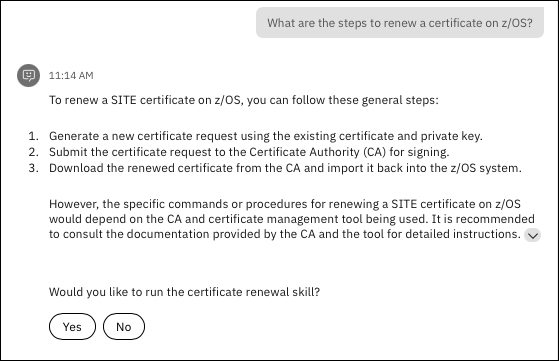 What are the steps to renew a certificate on z/OS?
11:14 AM
To renew a SITE certificate on z/OS, you can follow these general steps:
1. Generate a new certificate request using the existing certificate and private key.
2. Submit the certificate request to the Certificate Authority (CA) for signing.
3. Download the renewed certificate from the CA and import it back into the z/OS system.
However, the specific commands or procedures for renewing a SITE certificate on z/OS
would depend on the CA and certificate management tool being used. It is recommended
to consult the documentation provided by the CA and the tool for detailed instructions.
Would you like to run the certificate renewal skill?
Yes No